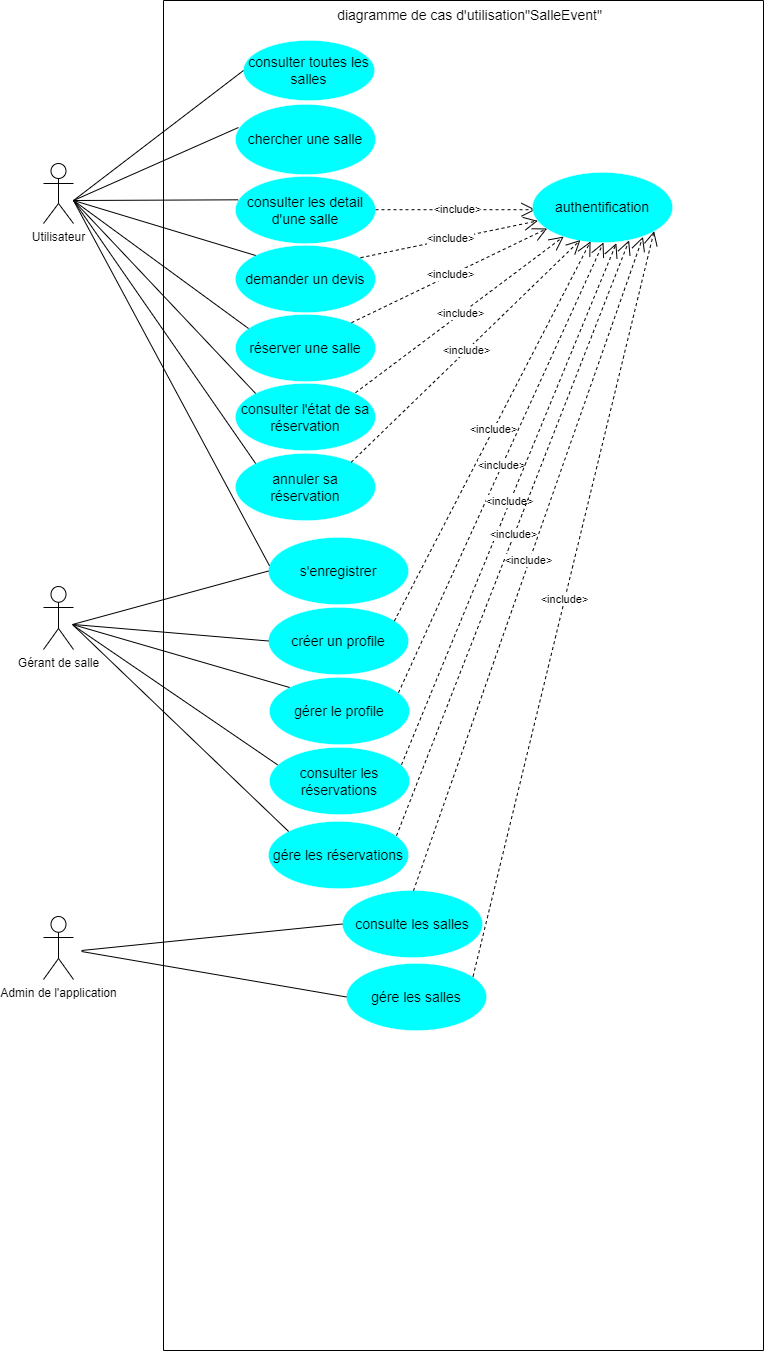 diagramme de cas d'utilisation"SalleEvent"
consulter toutes les
salles
chercher une salle
consulter les detail
d'une salle
<include>
authentification
Utilisateur
<include>
demander un devis
<include>
<include>
réserver une salle
<include>
consulter l'état de sa
réservation
<include>
annuler sa
réservation
<include>
<include>
<include>
<include>
s'enregistrer
<include>
créer un profile
Gérant de salle
gérer le profile
consulter les
réservations
gére les réservations
consulte les salles
Admin de l'application
gére les salles